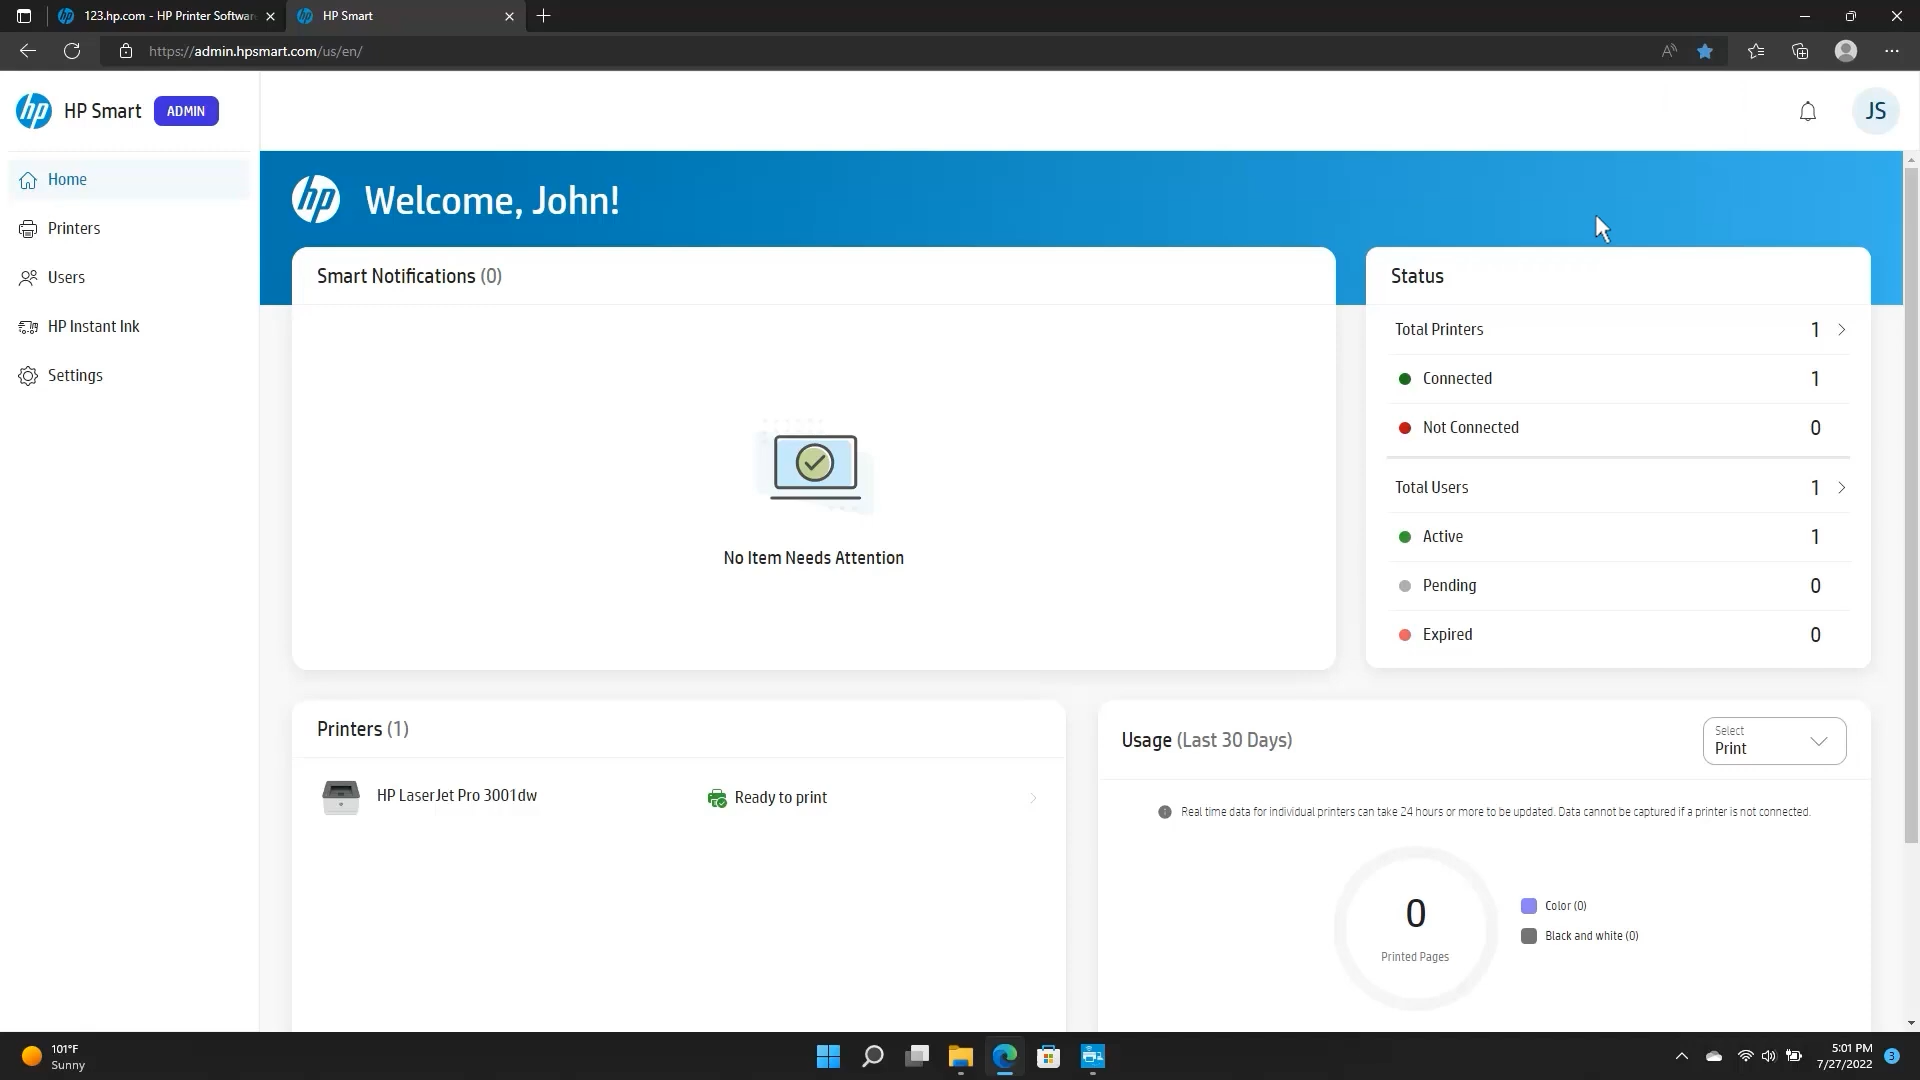 123.hp.com - HP Printer Softwar
HP Smart
https://admin.hpsmart.com/us/en/
hp HP Smart ADMIN
JS
Home
Printers
Users
HP Instant Ink
Settings
hp Welcome, John!
Smart Notifications (0)
No Item Needs Attention
Status
Total Printers 1
Connected 1
Not Connected 0
Total Users 1
Active 1
Pending 0
Expired 0
Printers (1)
HP LaserJet Pro 3001dw Ready to print
Usage (Last 30 Days)
Select
Print
Real time data for individual printers can take 24 hours or more to be updated. Data cannot be captured if a printer is not connected.
0
Printed Pages
Color (0)
Black and white (0)
101°F
Sunny
5:01 PM
7/27/2022
3